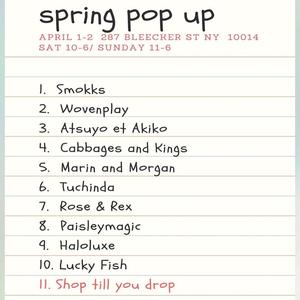 spring pop up
APRIL 1-2 287 BLEECKER ST NY 10014
SAT 10-6/ SUNDAY 11-6
1. Smokks
2. Wovenplay
3. Atsuyo et Akiko
4. Cabbages and Kings
5. Marin and Morgan
6. Tuchinda
7. Rose & Rex
8. Paisleymagic
9. Haloluxe
10. Lucky Fish
11. Shop till you drop